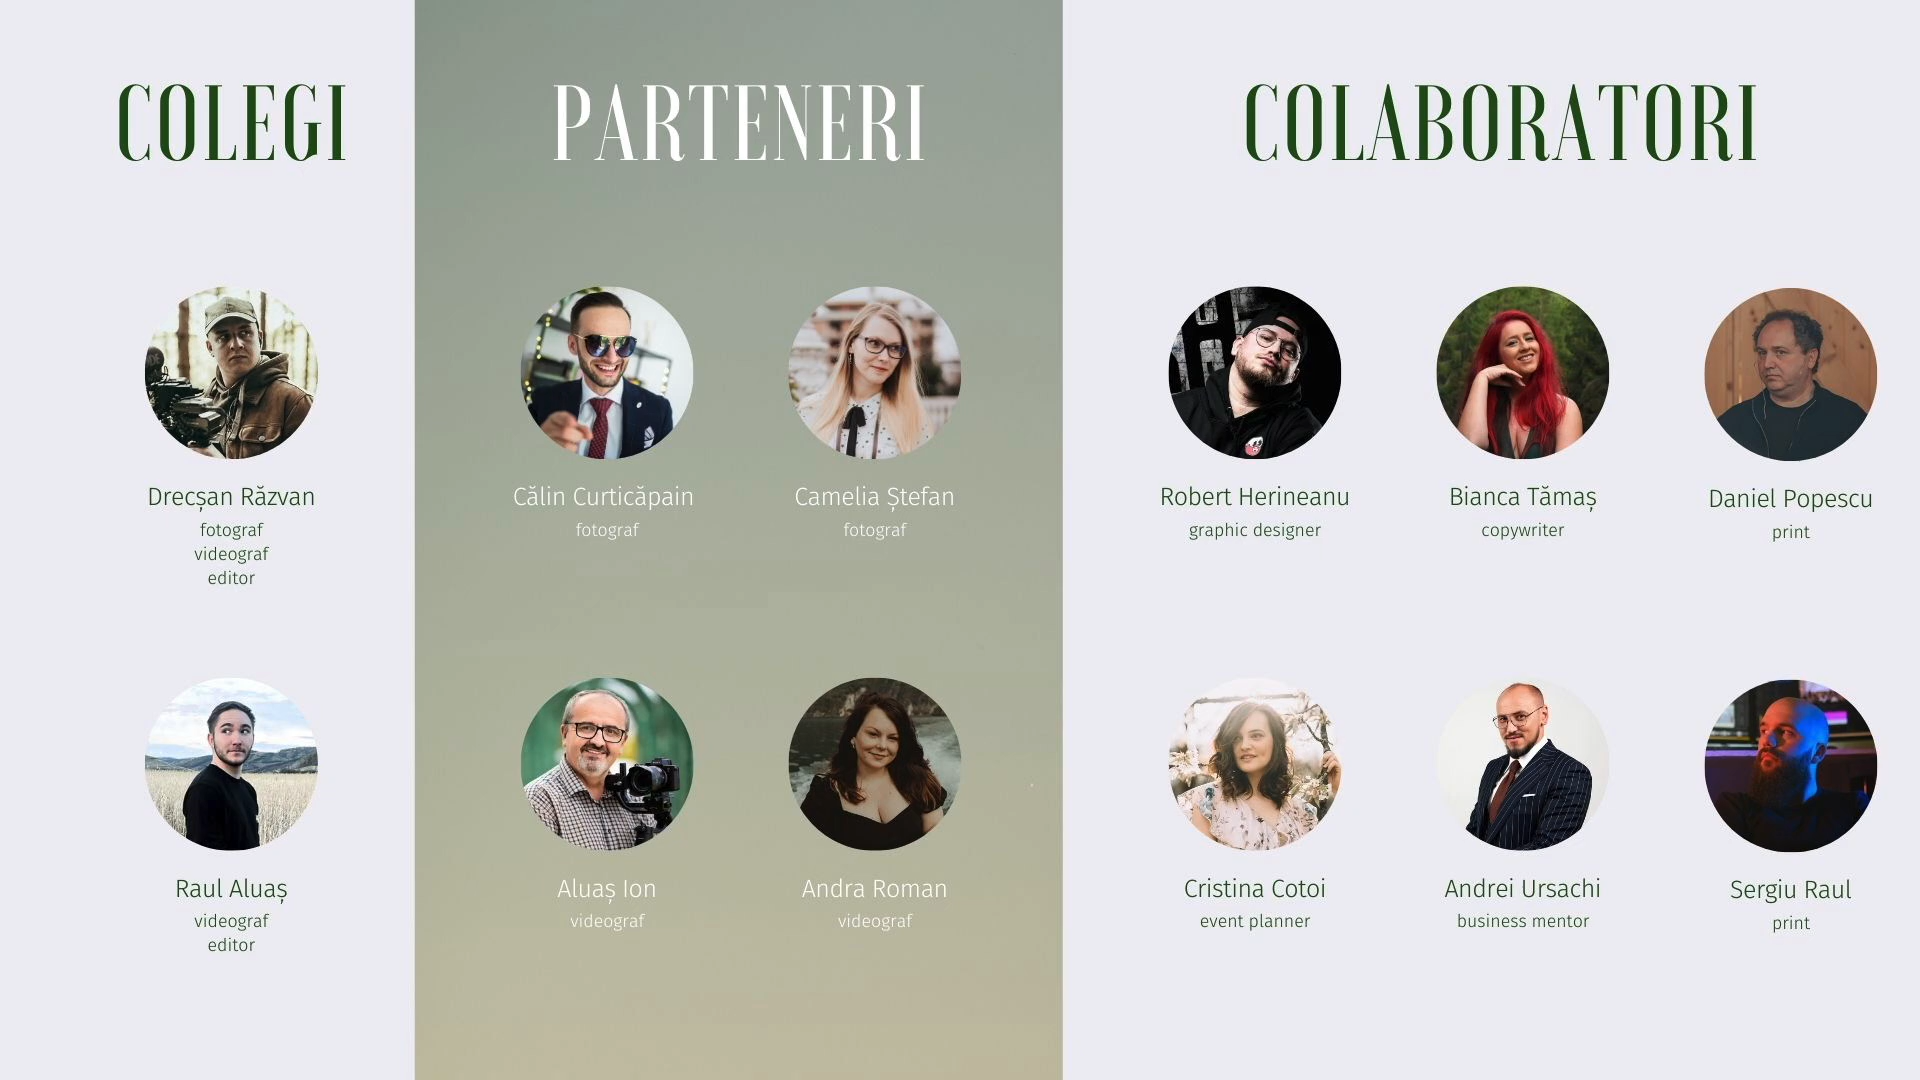 COLEGI
Drecșan Răzvan
fotograf
videograf
editor
Raul Aluaș
videograf
editor
PARTENERI
Călin Curticăpain
fotograf
Camelia Ștefan
fotograf
Aluaș Ion
videograf
Andra Roman
videograf
COLABORATORI
Robert Herineanu
graphic designer
Bianca Tămaș
copywriter
Daniel Popescu
print
Cristina Cotoi
event planner
Andrei Ursachi
business mentor
Sergiu Raul
print